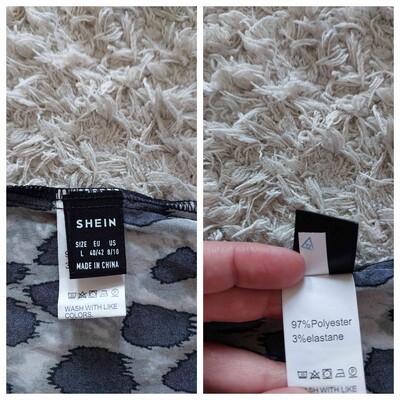 SHEIN
SIZE EU US
L 40/42 8/10
MADE IN CHINA
WASH WITH LIKE
COLORS.
97%Polyester
3%elastane